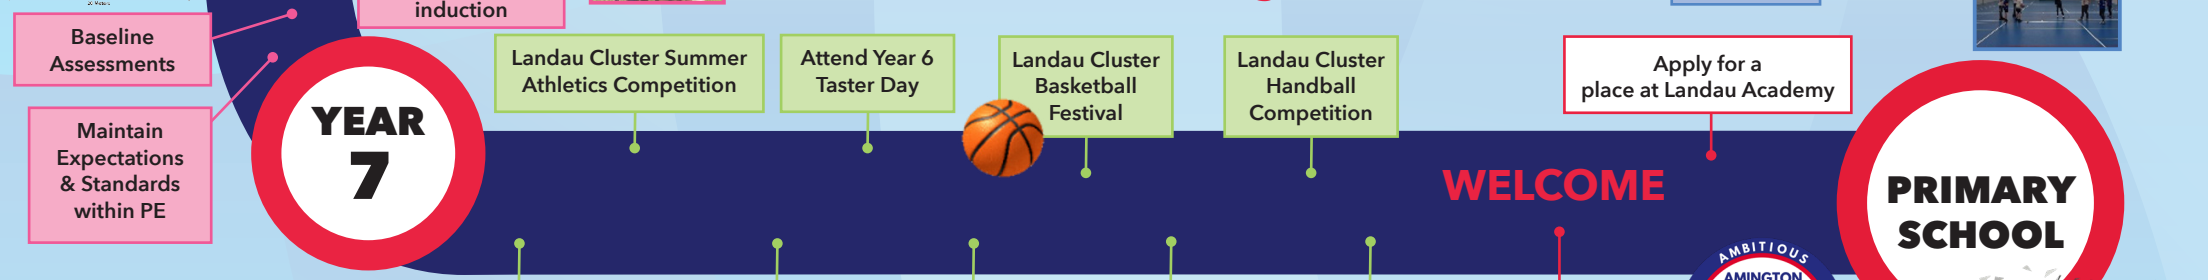 induction
Baseline
Assessments
Maintain
Expectations
& Standards
within PE
YEAR
7
Landau Cluster Summer
Athletics Competition
Attend Year 6
Taster Day
Landau Cluster
Basketball
Festival
Landau Cluster
Handball
Competition
Apply for a
place at Landau Academy
WELCOME
PRIMARY
SCHOOL
AMBITIOUS
AMINGTON